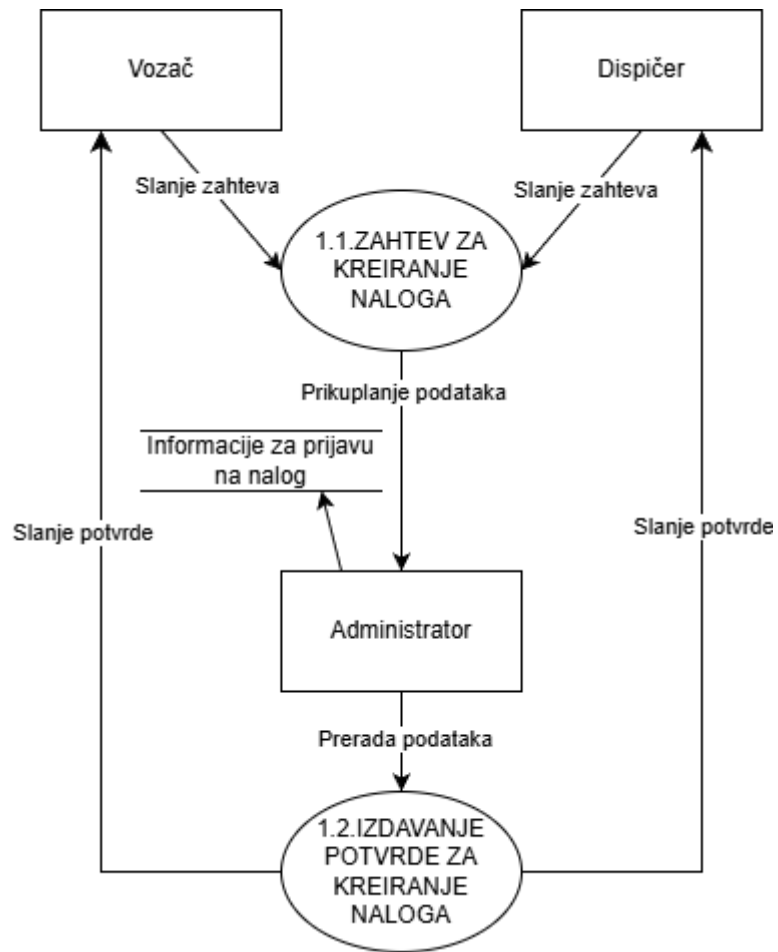 Vozač
Dispičer
Slanje zahteva
Slanje zahteva
1.1.ZAHTEV ZA
KREIRANJE
NALOGA
Prikuplanje podataka
Informacije za prijavu
na nalog
Slanje potvrde
Slanje potvrde
Administrator
Prerada podataka
1.2.IZDAVANJE
POTVRDE ZA
KREIRANJE
NALOGA